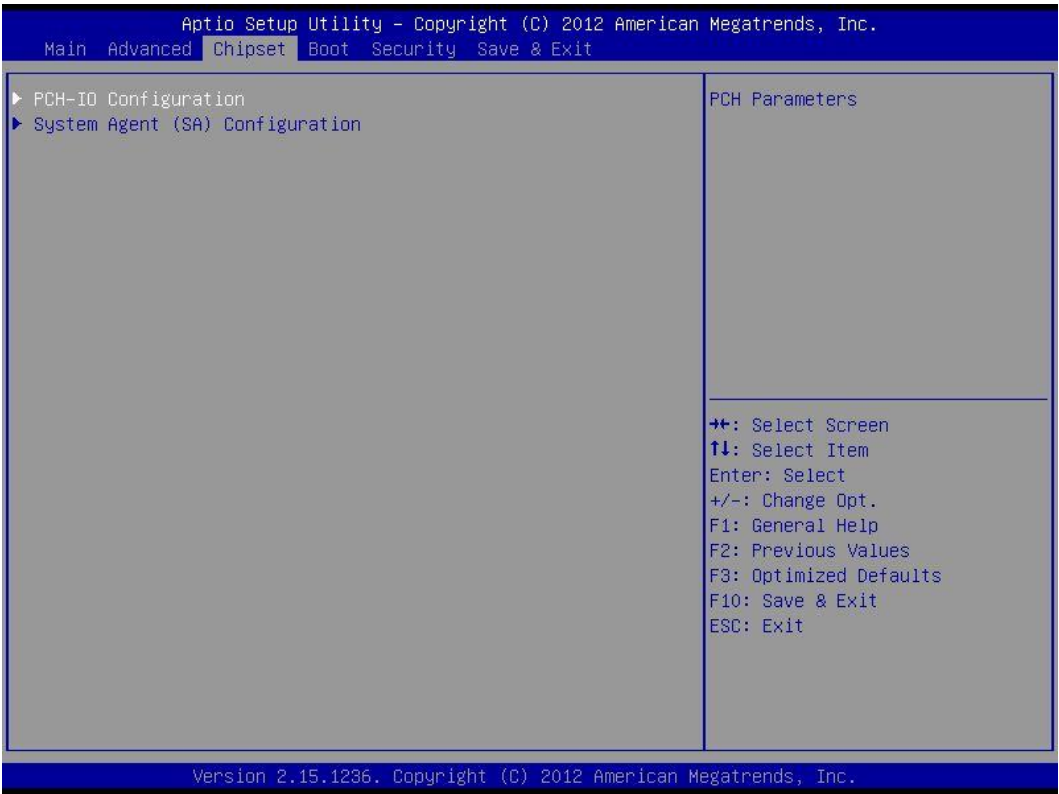 Aptio Setup Utility – Copyright (C) 2012 American Megatrends, Inc.
Main Advanced Chipset Boot Security Save & Exit
PCH-IO Configuration
System Agent (SA) Configuration
PCH Parameters
→←: Select Screen
↑↓: Select Item
Enter: Select
+/-: Change Opt.
F1: General Help
F2: Previous Values
F3: Optimized Defaults
F10: Save & Exit
ESC: Exit
Version 2.15.1236. Copyright (C) 2012 American Megatrends, Inc.